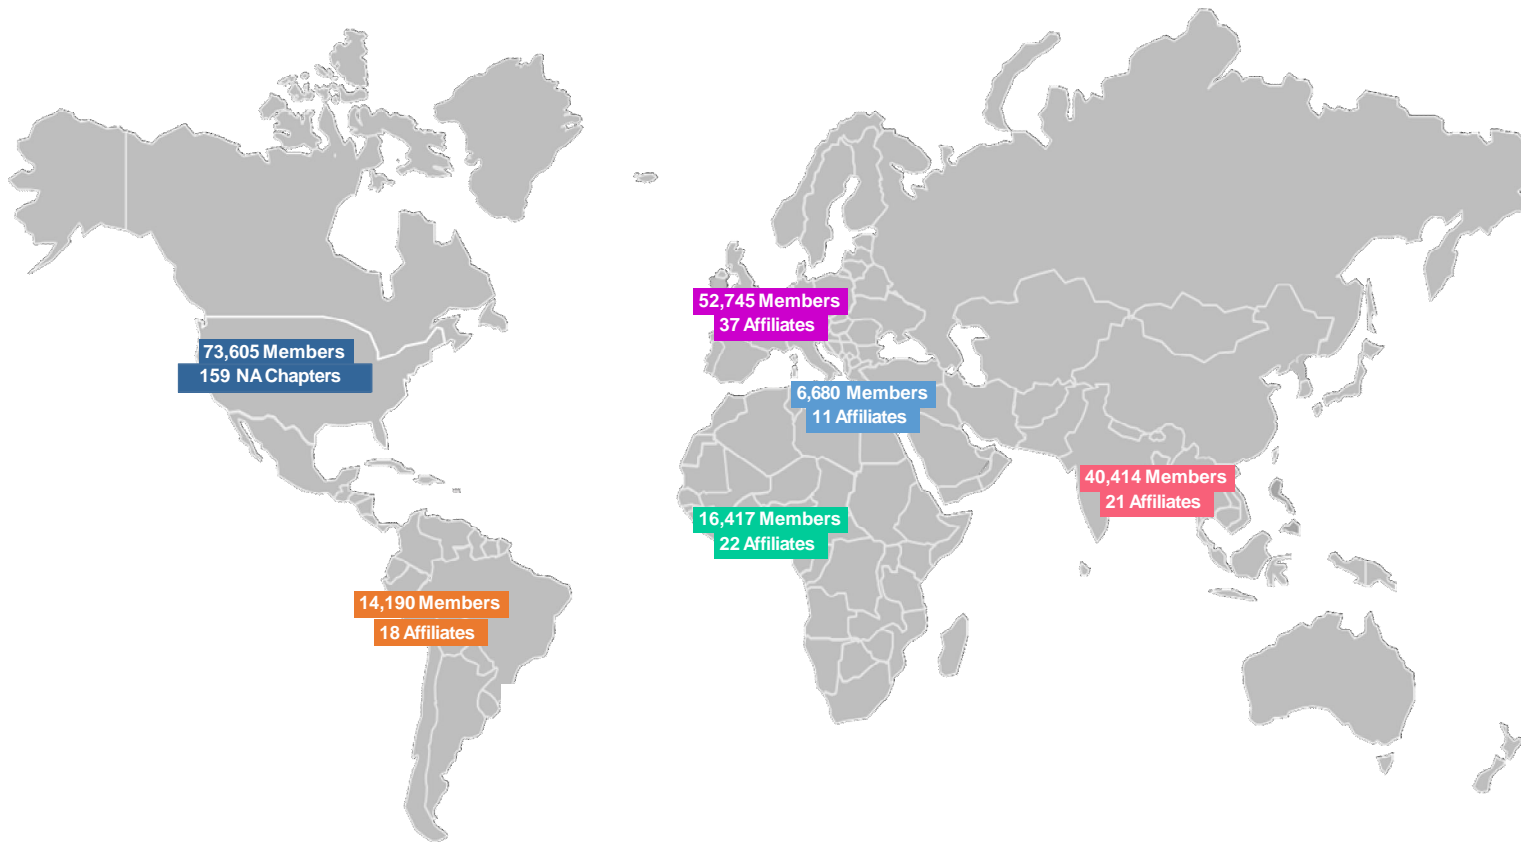 52,745 Members
37 Affiliates
73,605 Members
159 NA Chapters
6,680 Members
11 Affiliates
40,414 Members
21 Affiliates
16,417 Members
22 Affiliates
14,190 Members
18 Affiliates